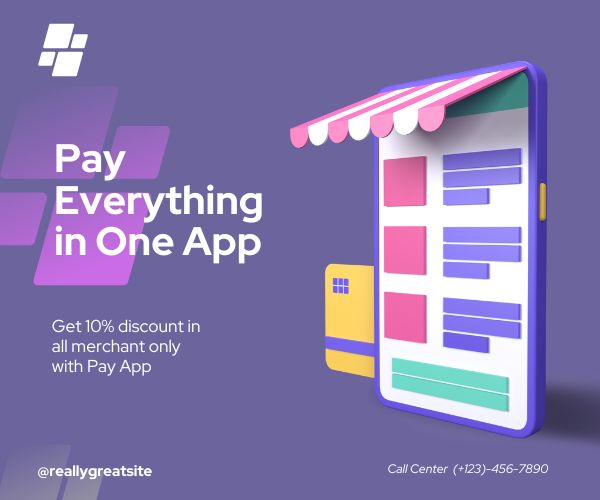 Pay
Everything
in One App
Get 10% discount in
all merchant only
with Pay App
@reallygreatsite
Call Center (+123)-456-7890